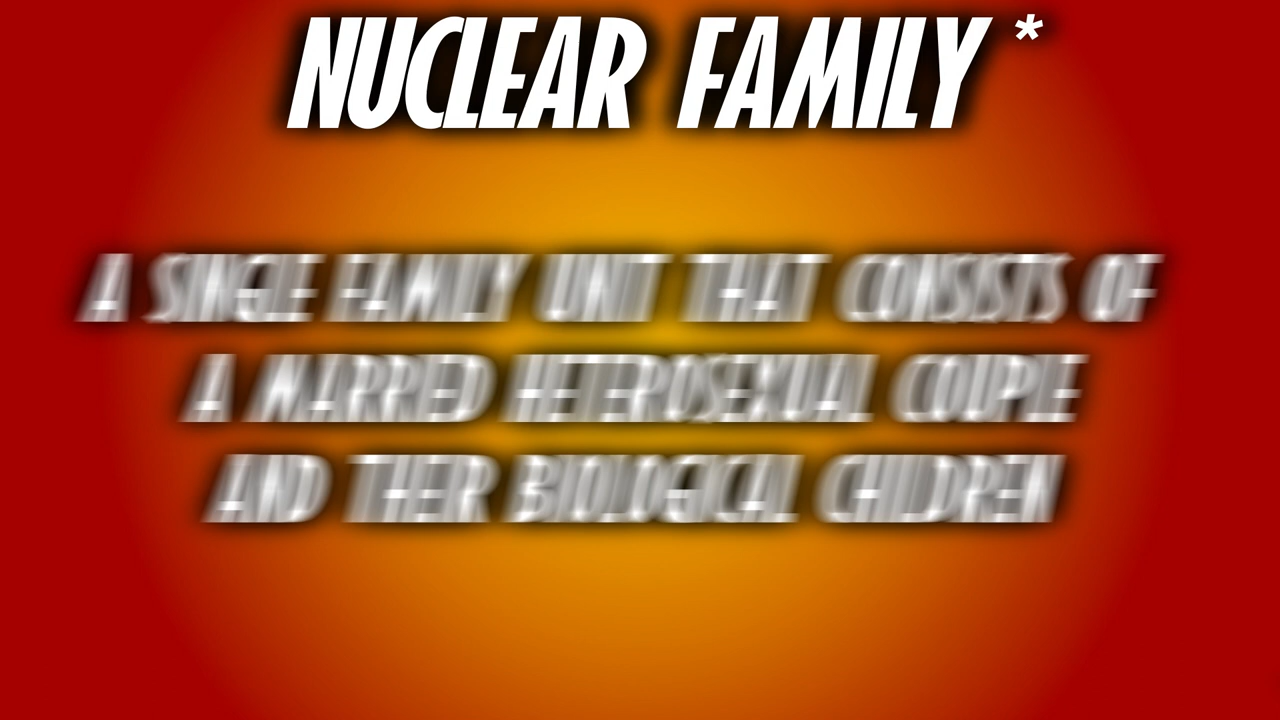 NUCLEAR FAMILY *
A SINGLE FAMILY UNIT THAT CONSISTS OF
A MARRIED HETEROSEXUAL COUPLE
AND THEIR BIOLOGICAL CHILDREN